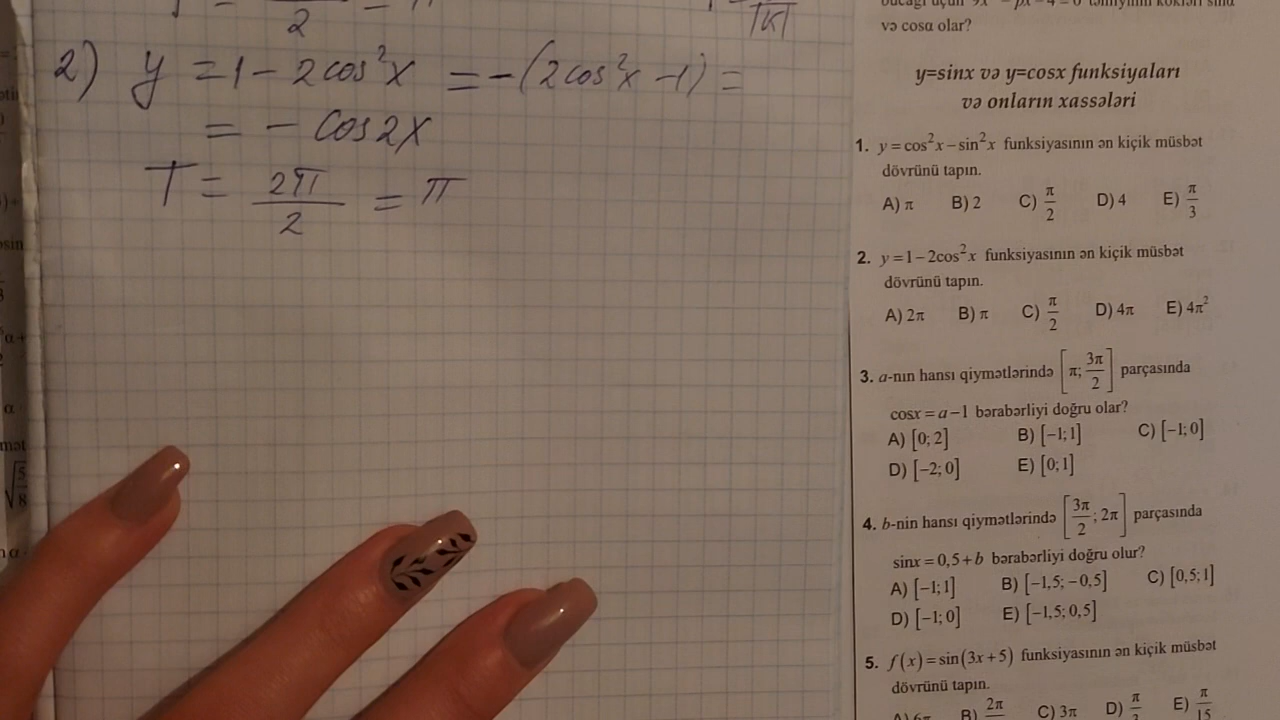 2
|K|
2) y = 1 - 2cos²x = -(2cos²x - 1) =
= - cos2x
T = 2π/2 = π
və cosα olar?
y=sinx və y=cosx funksiyaları
və onların xassələri
1. y = cos²x – sin²x funksiyasının ən kiçik müsbət
dövrünü tapın.
A) π B) 2 C) π/2 D) 4 E) π/3
2. y = 1 – 2cos²x funksiyasının ən kiçik müsbət
dövrünü tapın.
A) 2π B) π C) π/2 D) 4π E) 4π²
3. a-nın hansı qiymətlərində [π; 3π/2] parçasında
cosx = a – 1 bərabərliyi doğru olar?
A) [0; 2] B) [–1; 1] C) [–1; 0]
D) [–2; 0] E) [0; 1]
4. b-nin hansı qiymətlərində [3π/2; 2π] parçasında
sinx = 0,5 + b bərabərliyi doğru olur?
A) [–1; 1] B) [–1,5; –0,5] C) [0,5; 1]
D) [–1; 0] E) [–1,5; 0,5]
5. f(x) = sin(3x + 5) funksiyasının ən kiçik müsbət
dövrünü tapın.
B) 2π C) 3π D) π E) π/15